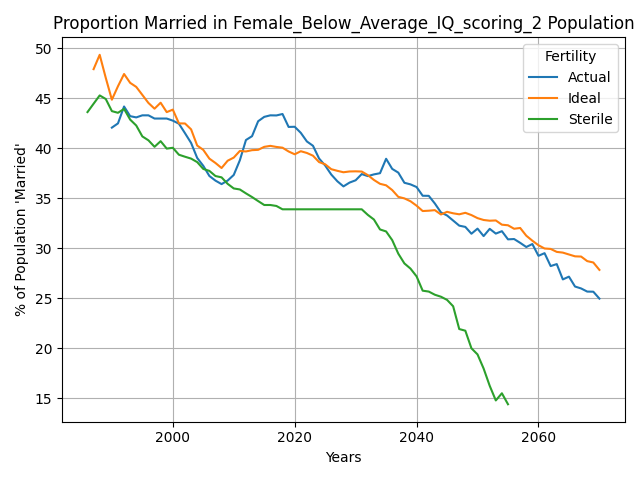 Proportion Married in Female_Below_Average_IQ_scoring_2 Population
% of Population 'Married'
50
45
40
35
30
25
20
15
Fertility
Actual
Ideal
Sterile
2000
2020
2040
2060
Years